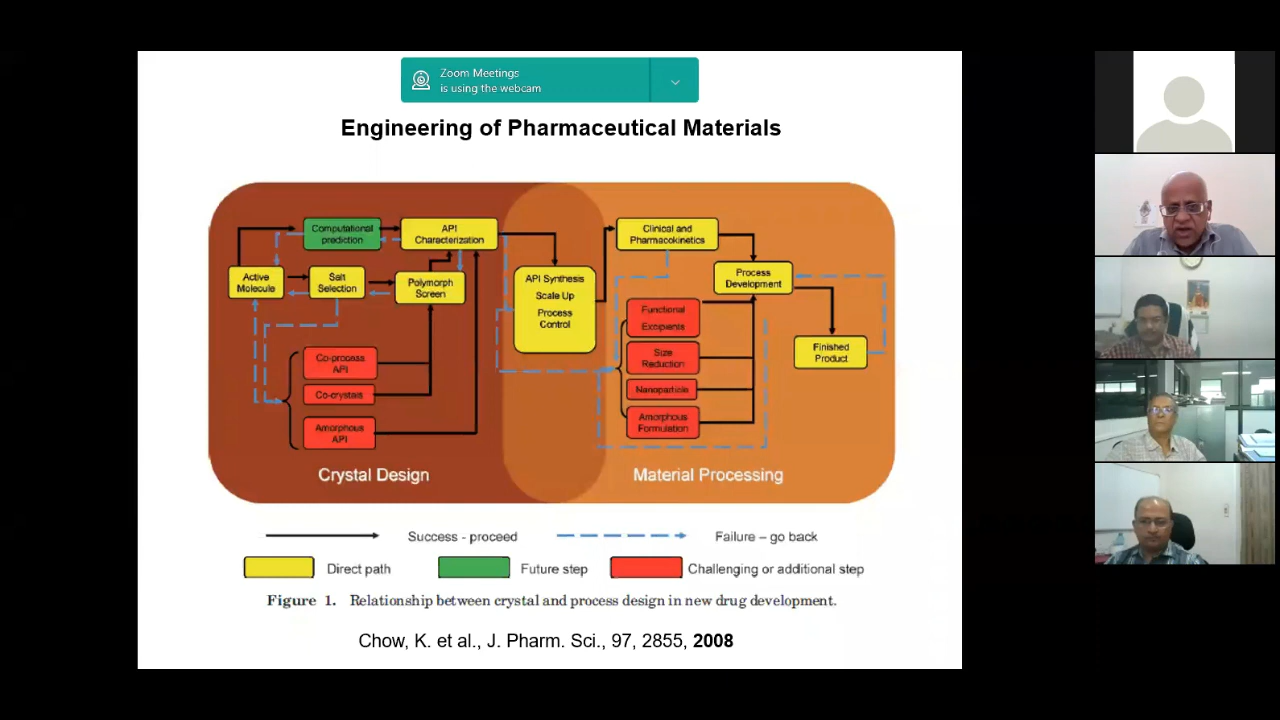 Zoom Meetings
is using the webcam
Engineering of Pharmaceutical Materials
Computational
prediction
API
Characterization
Clinical and
Pharmacokinetics
Active
Molecule
Salt
Selection
Polymorph
Screen
API Synthesis
Scale Up
Process
Control
Process
Development
Functional
Excipients
Size
Reduction
Nanoparticle
Amorphous
Formulation
Finished
Product
Co-process
API
Co-crystals
Amorphous
API
Crystal Design
Material Processing
Success - proceed
Failure – go back
Direct path
Future step
Challenging or additional step
Figure 1. Relationship between crystal and process design in new drug development.
Chow, K. et al., J. Pharm. Sci., 97, 2855, 2008